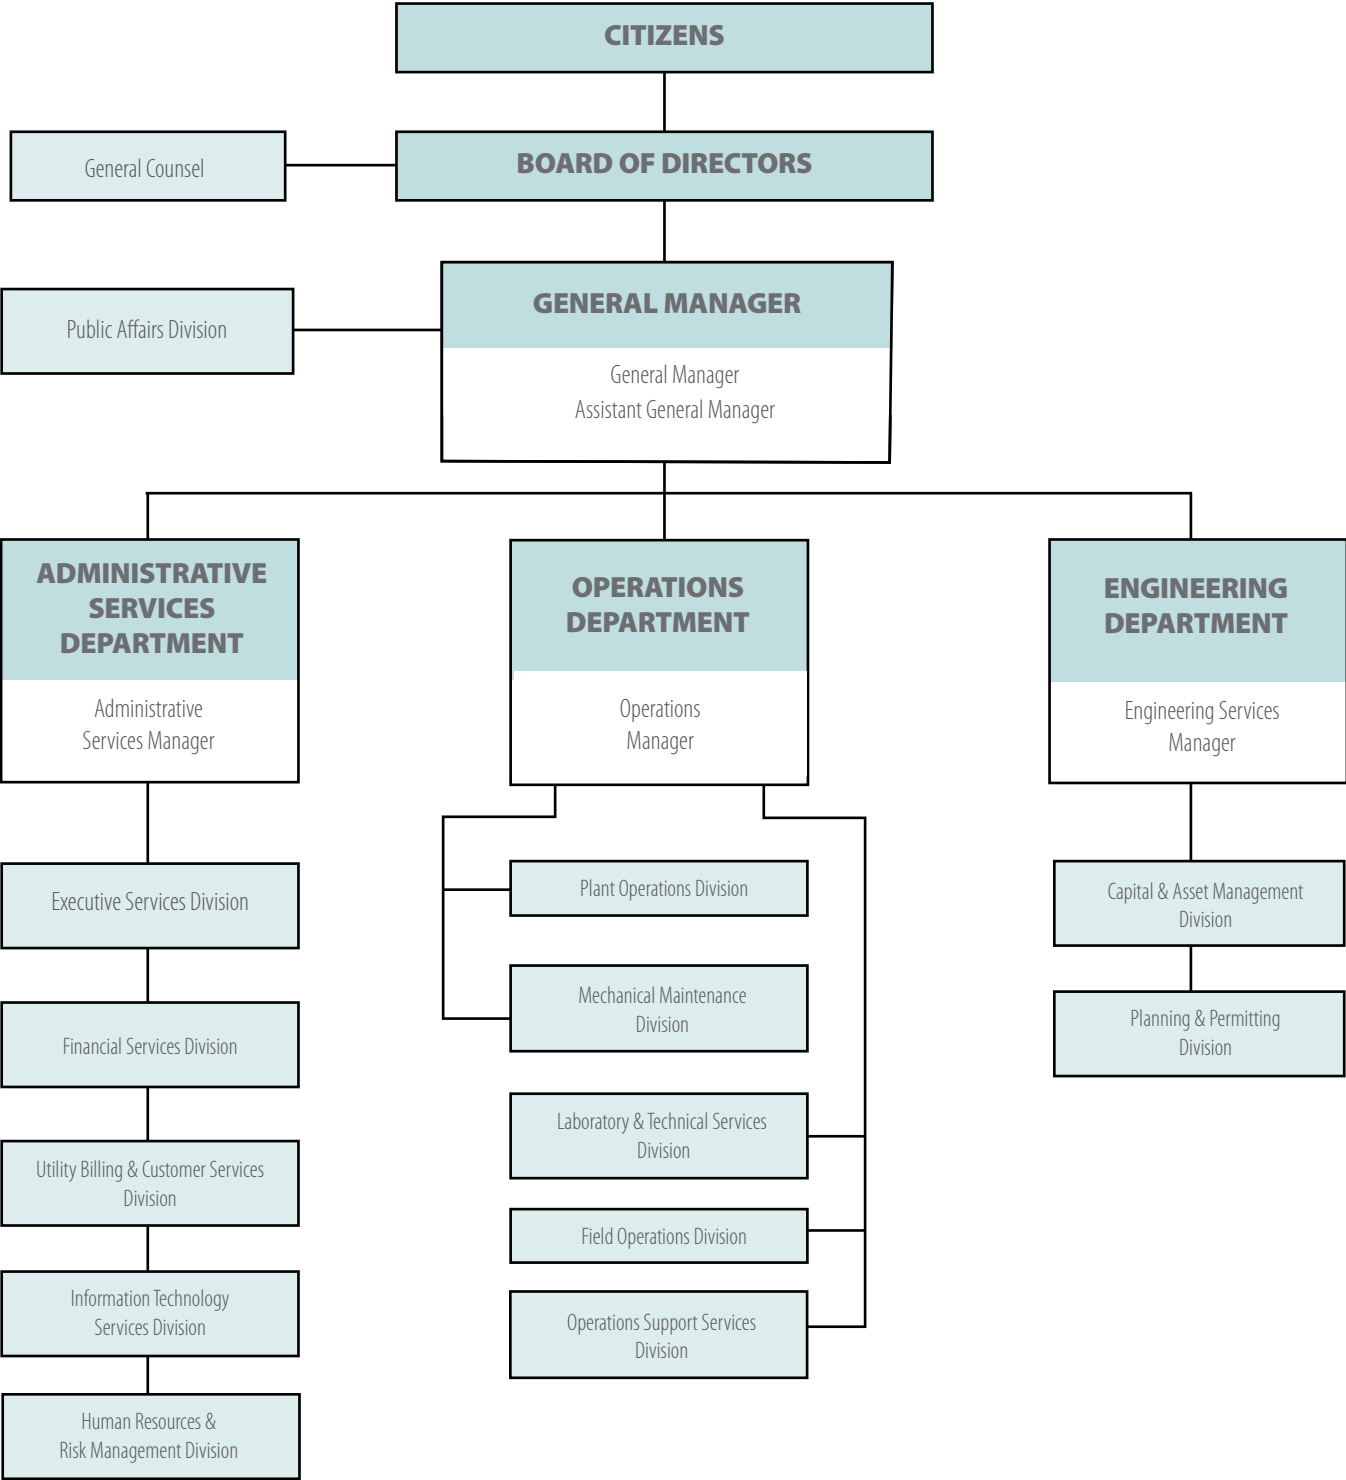 CITIZENS
General Counsel
BOARD OF DIRECTORS
Public Affairs Division
GENERAL MANAGER
General Manager
Assistant General Manager
ADMINISTRATIVE
SERVICES
DEPARTMENT
Administrative
Services Manager
Executive Services Division
Financial Services Division
Utility Billing & Customer Services
Division
Information Technology
Services Division
Human Resources &
Risk Management Division
OPERATIONS
DEPARTMENT
Operations
Manager
Plant Operations Division
Mechanical Maintenance
Division
Laboratory & Technical Services
Division
Field Operations Division
Operations Support Services
Division
ENGINEERING
DEPARTMENT
Engineering Services
Manager
Capital & Asset Management
Division
Planning & Permitting
Division